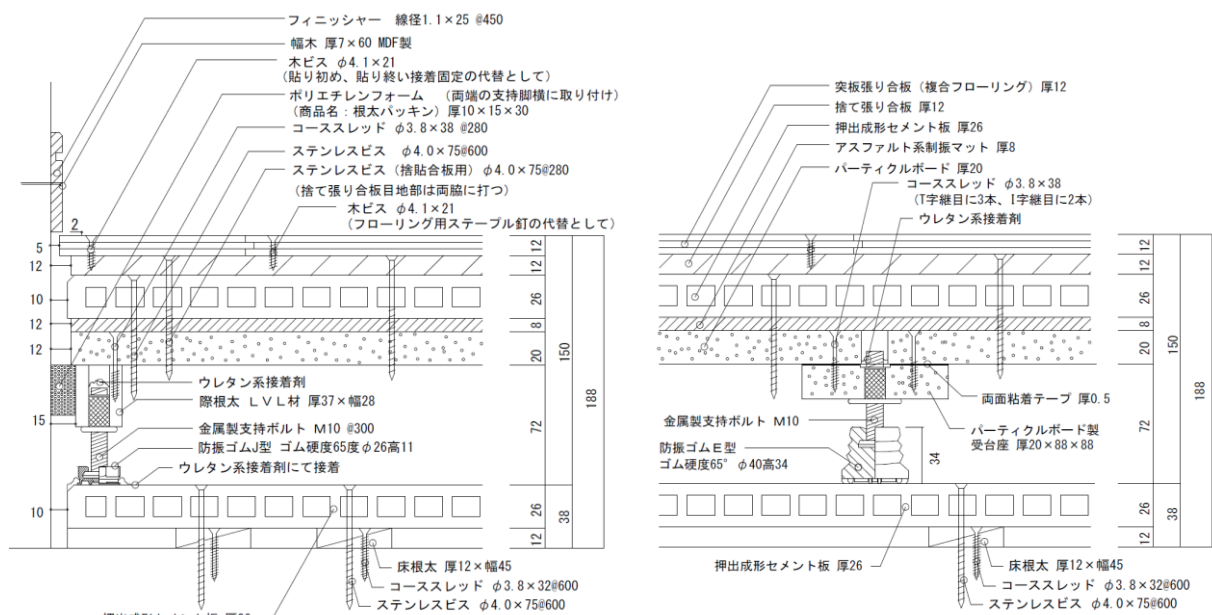 フィニッシャー 線径1.1×25 @450
幅木 厚7×60 MDF製
木ビス φ4.1×21
(貼り初め、貼り終い接着固定の代替として)
ポリエチレンフォーム (両端の支持脚横に取り付け)
(商品名:根太パッキン) 厚10×15×30
コーススレッド φ3.8×38 @280
ステンレスビス φ4.0×75@600
ステンレスビス(捨貼合板用) φ4.0×75@280
(捨て張り合板目地部は両脇に打つ)
木ビス φ4.1×21
(フローリング用ステープル釘の代替として)
2
5
12
10
12
12
15
10
ウレタン系接着剤
際根太 LVL材 厚37×幅28
金属製支持ボルト M10 @300
防振ゴムJ型 ゴム硬度65度φ26高11
ウレタン系接着剤にて接着
12
12
26
8
20
72
26
12
150
38
188
床根太 厚12×幅45
コーススレッド φ3.8×32@600
ステンレスビス φ4.0×75@600
突板張り合板(複合フローリング)厚12
捨て張り合板 厚12
押出成形セメント板 厚26
アスファルト系制振マット 厚8
パーティクルボード 厚20
コーススレッド φ3.8×38
(T字継目に3本、I字継目に2本)
ウレタン系接着剤
両面粘着テープ 厚0.5
金属製支持ボルト M10
パーティクルボード製
受台座 厚20×88×88
防振ゴムE型
ゴム硬度65° φ40高34
34
12
12
26
8
20
72
26
12
150
38
188
押出成形セメント板 厚26
床根太 厚12×幅45
コーススレッド φ3.8×32@600
ステンレスビス φ4.0×75@600